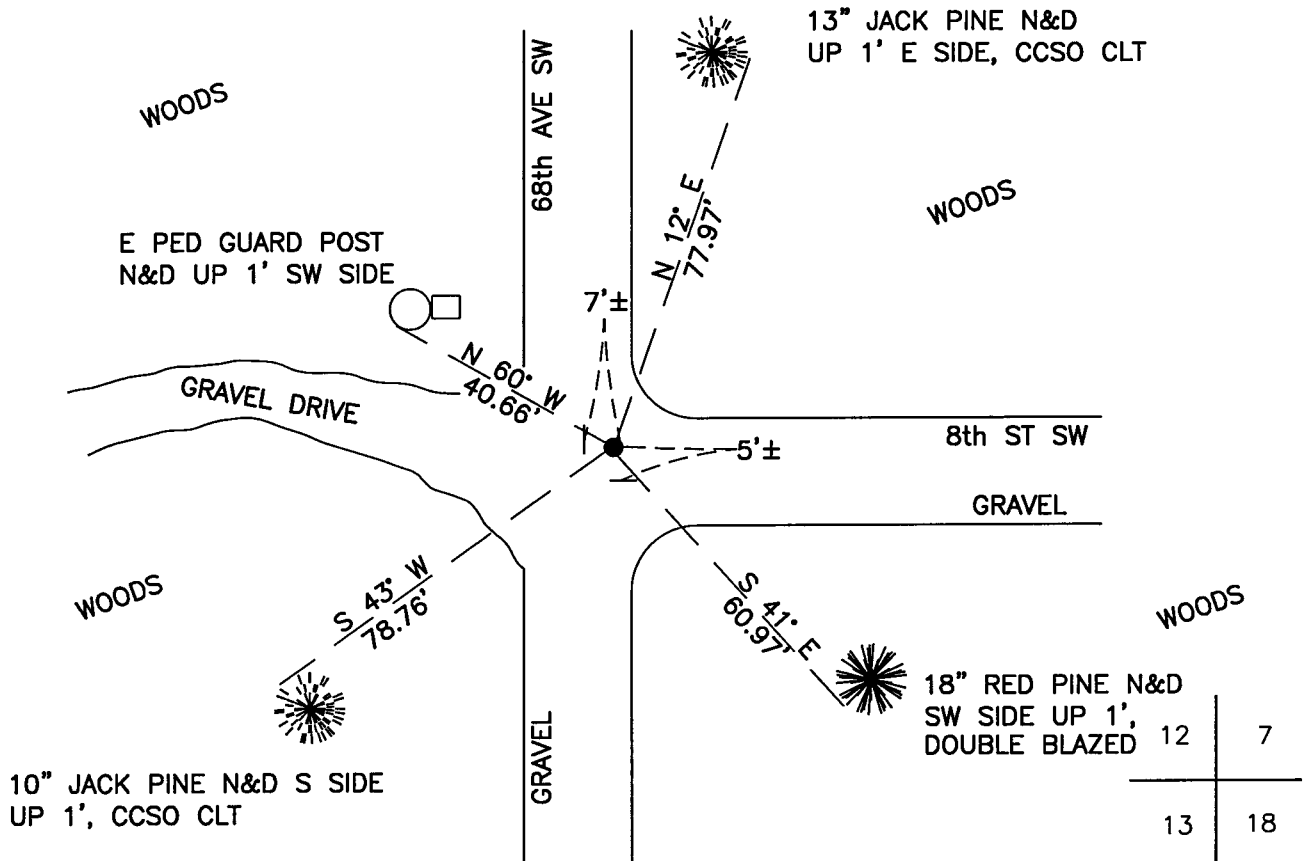 13” JACK PINE N&D
UP 1' E SIDE, CCSO CLT
WOODS
68th AVE SW
WOODS
N 12° E
77.97'
E PED GUARD POST
N&D UP 1' SW SIDE
7'±
N 60° W
40.66'
GRAVEL DRIVE
8th ST SW
5'±
GRAVEL
WOODS
S 43° W
78.76'
S 41° E
60.97'
WOODS
18” RED PINE N&D
SW SIDE UP 1',
DOUBLE BLAZED
GRAVEL
10” JACK PINE N&D S SIDE
UP 1', CCSO CLT
12 7
13 18